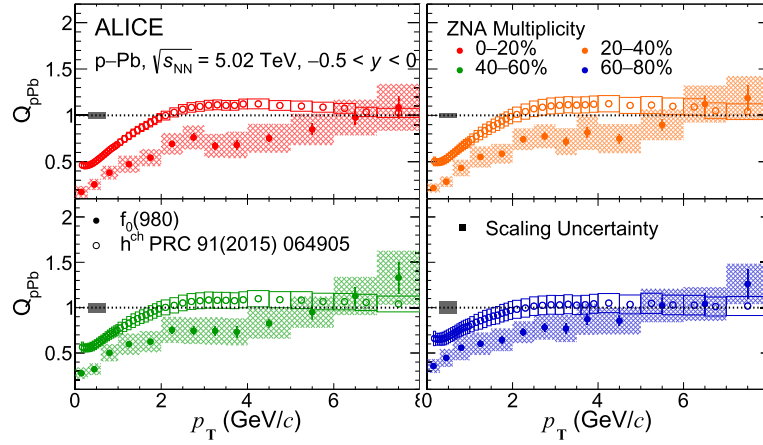 ALICE
p–Pb, √sNN = 5.02 TeV, –0.5 < y < 0
ZNA Multiplicity
0–20% 20–40%
40–60% 60–80%
QpPb
2
1.5
1
0.5
f0(980)
hch PRC 91(2015) 064905
Scaling Uncertainty
QpPb
2
1.5
1
0.5
0 2 4 6 8 0 2 4 6
pT (GeV/c) pT (GeV/c)